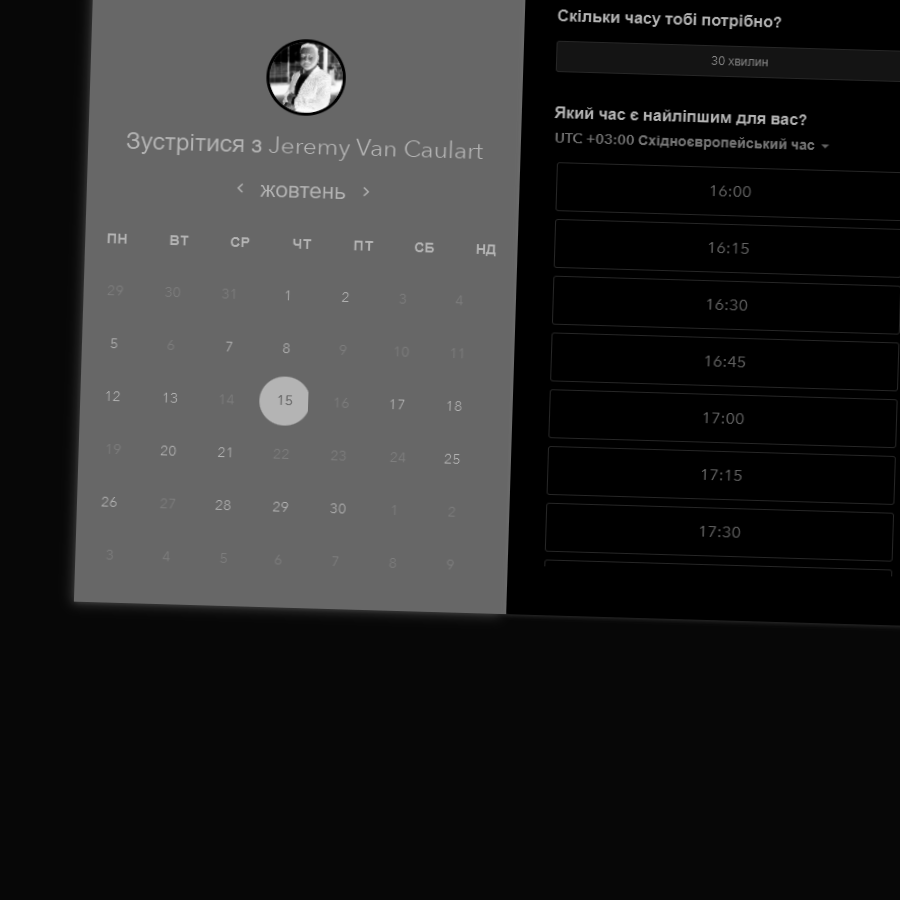 Зустрітися з Jeremy Van Caulart
жовтень
ПН ВТ СР ЧТ ПТ СБ НД
29 30 31 1 2 3 4
5 6 7 8 9 10 11
12 13 14 15 16 17 18
19 20 21 22 23 24 25
26 27 28 29 30 1 2
3 4 5 6 7 8 9
Скільки часу тобі потрібно?
30 хвилин
Який час є найліпшим для вас?
UTC +03:00 Східноєвропейський час
16:00
16:15
16:30
16:45
17:00
17:15
17:30